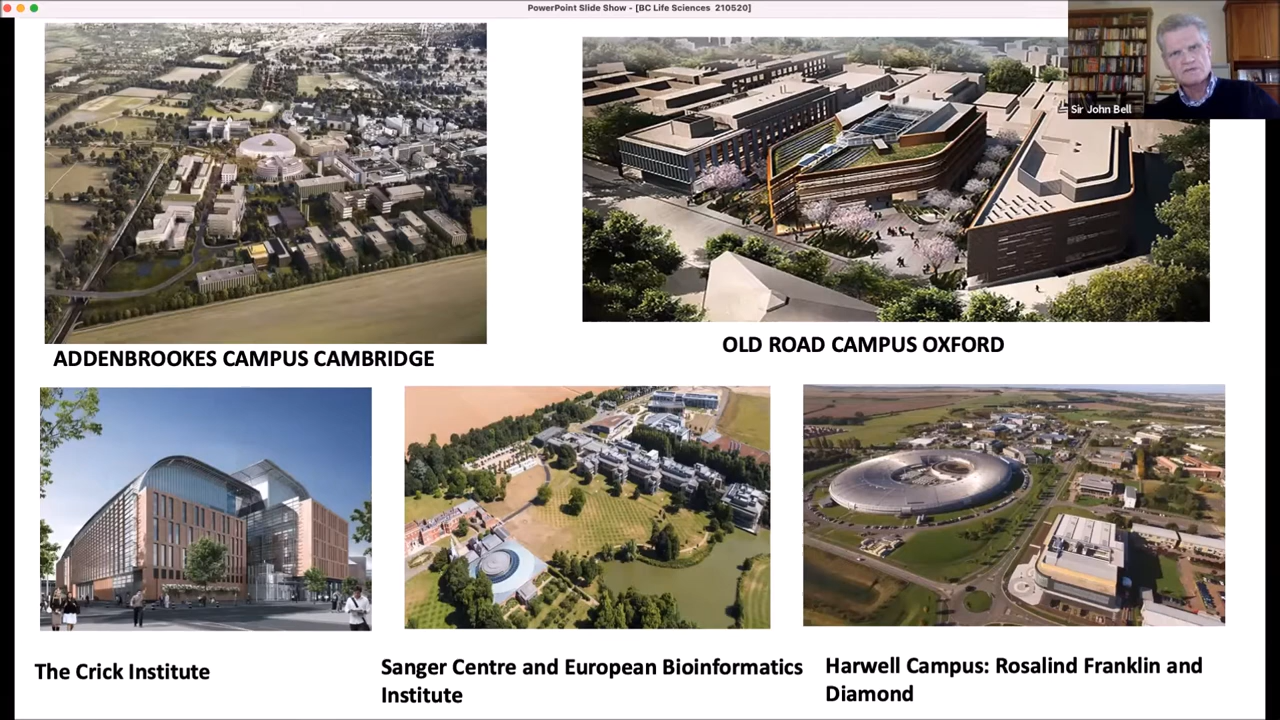 PowerPoint Slide Show - [BC Life Sciences 210520]
Sir John Bell
ADDENBROOKES CAMPUS CAMBRIDGE
OLD ROAD CAMPUS OXFORD
The Crick Institute
Sanger Centre and European Bioinformatics
Institute
Harwell Campus: Rosalind Franklin and
Diamond